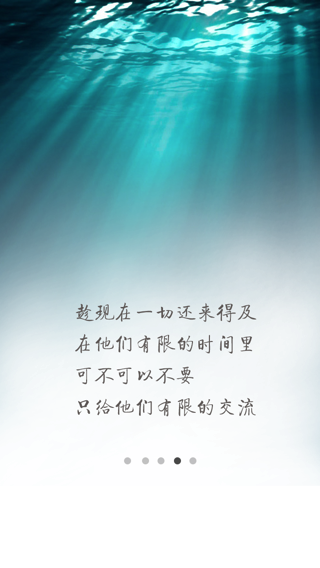 趁现在一切还来得及
在他们有限的时间里
可不可以不要
只给他们有限的交流